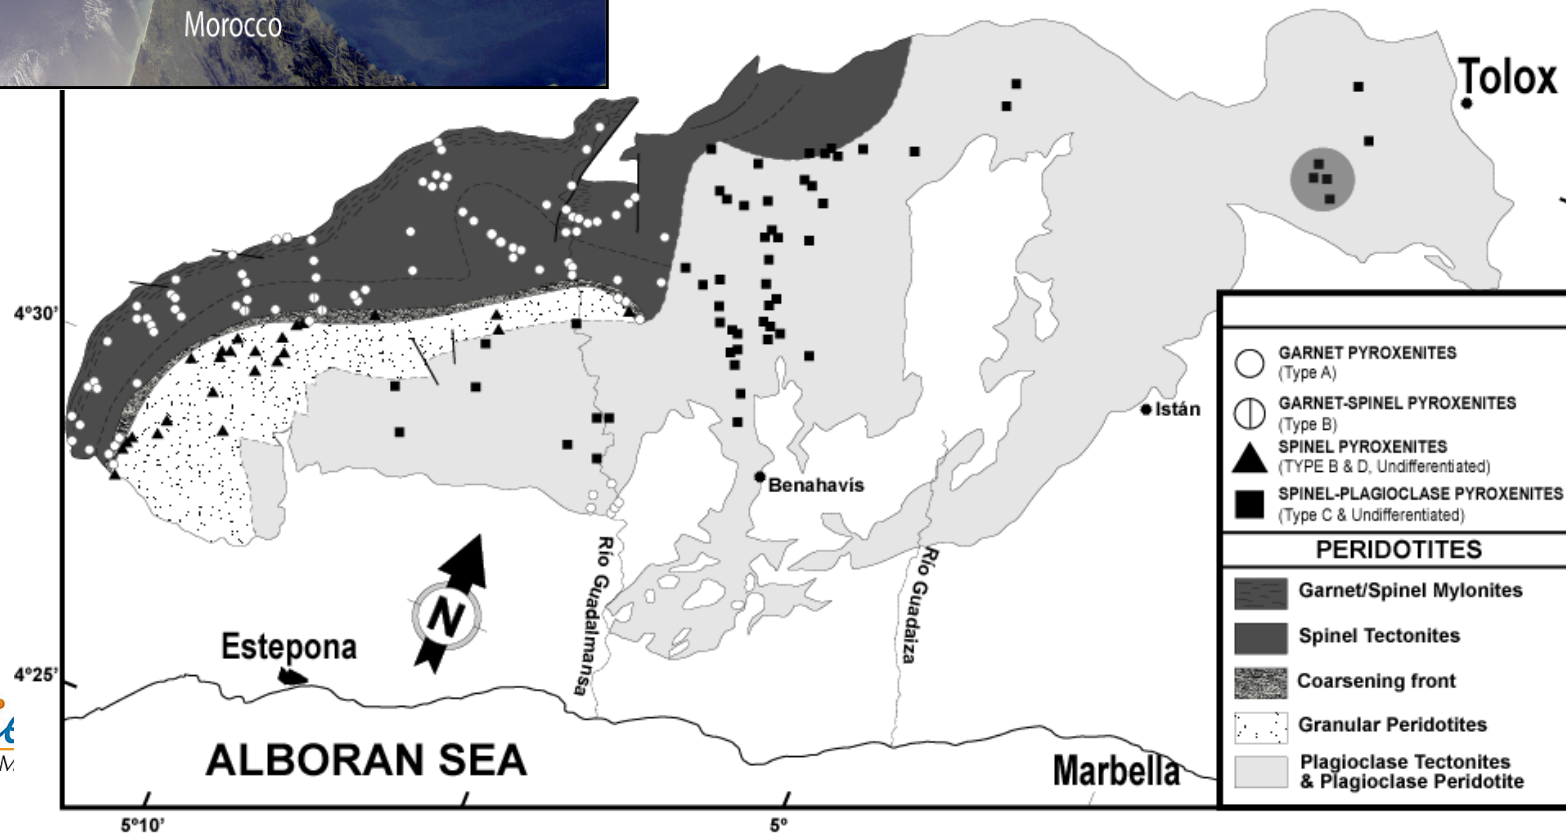 Morocco
Tolox
4°30'
GARNET PYROXENITES
(Type A)
GARNET-SPINEL PYROXENITES
(Type B)
SPINEL PYROXENITES
(TYPE B & D, Undifferentiated)
SPINEL-PLAGIOCLASE PYROXENITES
(Type C & Undifferentiated)
PERIDOTITES
Garnet/Spinel Mylonites
Spinel Tectonites
Coarsening front
Granular Peridotites
Plagioclase Tectonites
& Plagioclase Peridotite
Istán
Benahavís
Río Guadalmansa
Río Guadaiza
N
Estepona
4°25'
M
ALBORAN SEA
Marbella
5°10'
5°